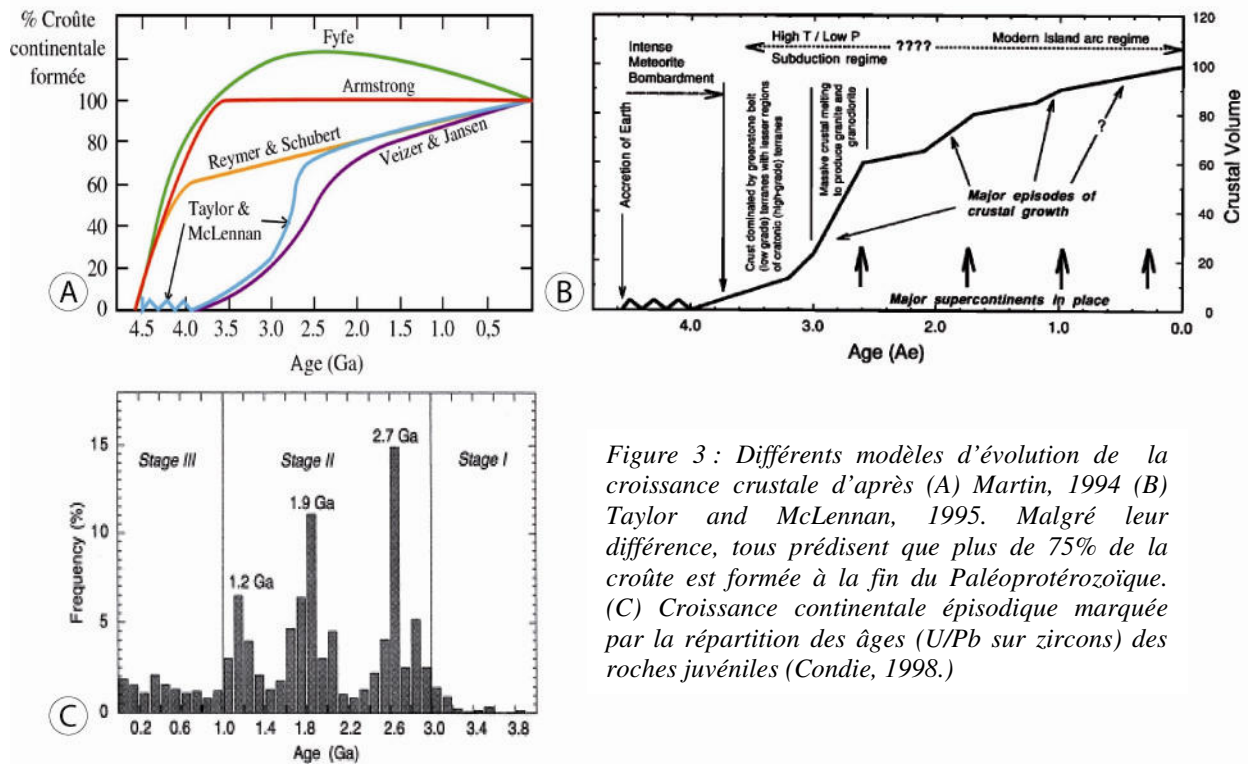 % Croûte
continentale
formée
Fyfe
Armstrong
Reymer & Schubert
Veizer & Jansen
Taylor &
McLennan
100
80
60
40
20
0
4.5 4.0 3.5 3.0 2.5 2.0 1.5 1.0 0,5
Age (Ga)
A
High T / Low P ???? Modern Island arc regime
Subduction regime
Intense
Meteorite
Bombardment
Accretion of Earth
Crust dominated by greenstone belt
(low grade) terranes with lesser regions
of cratonic (high-grade) terranes
Massive crustal melting
to produce granite and
granodiorite
?
Major episodes of
crustal growth
Major supercontinents in place
120
100
80
60
40
20
0
Crustal Volume
4.0 3.0 2.0 1.0 0.0
Age (Ae)
B
Stage III Stage II Stage I
2.7 Ga
1.9 Ga
1.2 Ga
15
10
5
0
Frequency (%)
0.2 0.6 1.0 1.4 1.8 2.2 2.6 3.0 3.4 3.8
Age (Ga)
C
Figure 3 : Différents modèles d'évolution de la
croissance crustale d'après (A) Martin, 1994 (B)
Taylor and McLennan, 1995. Malgré leur
différence, tous prédisent que plus de 75% de la
croûte est formée à la fin du Paléoprotérozoïque.
(C) Croissance continentale épisodique marquée
par la répartition des âges (U/Pb sur zircons) des
roches juvéniles (Condie, 1998.)